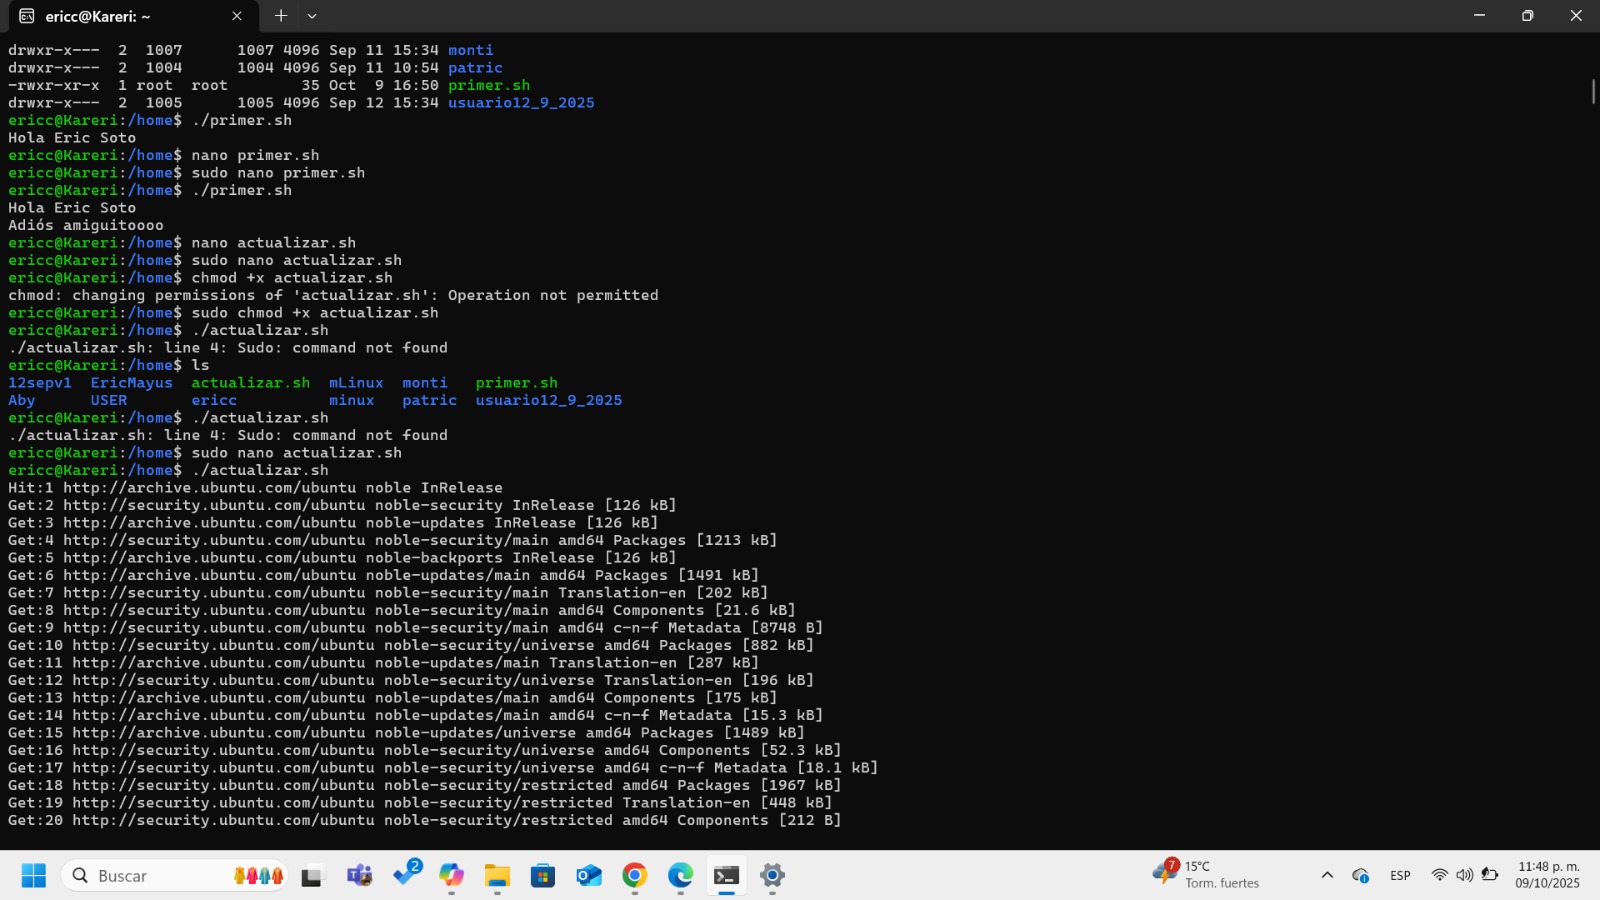 ericc@Kareri: ~
drwxr-x--- 2 1007 1007 4096 Sep 11 15:34 monti
drwxr-x--- 2 1004 1004 4096 Sep 11 10:54 patric
-rwxr-xr-x 1 root root 35 Oct 9 16:50 primer.sh
drwxr-x--- 2 1005 1005 4096 Sep 12 15:34 usuario12_9_2025
ericc@Kareri:/home$ ./primer.sh
Hola Eric Soto
ericc@Kareri:/home$ nano primer.sh
ericc@Kareri:/home$ sudo nano primer.sh
ericc@Kareri:/home$ ./primer.sh
Hola Eric Soto
Adiós amiguitoooo
ericc@Kareri:/home$ nano actualizar.sh
ericc@Kareri:/home$ sudo nano actualizar.sh
ericc@Kareri:/home$ chmod +x actualizar.sh
chmod: changing permissions of 'actualizar.sh': Operation not permitted
ericc@Kareri:/home$ sudo chmod +x actualizar.sh
ericc@Kareri:/home$ ./actualizar.sh
./actualizar.sh: line 4: Sudo: command not found
ericc@Kareri:/home$ ls
12sepv1 EricMayus actualizar.sh mLinux monti primer.sh
Aby USER ericc minux patric usuario12_9_2025
ericc@Kareri:/home$ ./actualizar.sh
./actualizar.sh: line 4: Sudo: command not found
ericc@Kareri:/home$ sudo nano actualizar.sh
ericc@Kareri:/home$ ./actualizar.sh
Hit:1 http://archive.ubuntu.com/ubuntu noble InRelease
Get:2 http://security.ubuntu.com/ubuntu noble-security InRelease [126 kB]
Get:3 http://archive.ubuntu.com/ubuntu noble-updates InRelease [126 kB]
Get:4 http://security.ubuntu.com/ubuntu noble-security/main amd64 Packages [1213 kB]
Get:5 http://archive.ubuntu.com/ubuntu noble-backports InRelease [126 kB]
Get:6 http://archive.ubuntu.com/ubuntu noble-updates/main amd64 Packages [1491 kB]
Get:7 http://security.ubuntu.com/ubuntu noble-security/main Translation-en [202 kB]
Get:8 http://security.ubuntu.com/ubuntu noble-security/main amd64 Components [21.6 kB]
Get:9 http://security.ubuntu.com/ubuntu noble-security/main amd64 c-n-f Metadata [8748 B]
Get:10 http://security.ubuntu.com/ubuntu noble-security/universe amd64 Packages [882 kB]
Get:11 http://archive.ubuntu.com/ubuntu noble-updates/main Translation-en [287 kB]
Get:12 http://security.ubuntu.com/ubuntu noble-security/universe Translation-en [196 kB]
Get:13 http://archive.ubuntu.com/ubuntu noble-updates/main amd64 Components [175 kB]
Get:14 http://archive.ubuntu.com/ubuntu noble-updates/main amd64 c-n-f Metadata [15.3 kB]
Get:15 http://archive.ubuntu.com/ubuntu noble-updates/universe amd64 Packages [1489 kB]
Get:16 http://security.ubuntu.com/ubuntu noble-security/universe amd64 Components [52.3 kB]
Get:17 http://security.ubuntu.com/ubuntu noble-security/universe amd64 c-n-f Metadata [18.1 kB]
Get:18 http://security.ubuntu.com/ubuntu noble-security/restricted amd64 Packages [1967 kB]
Get:19 http://security.ubuntu.com/ubuntu noble-security/restricted Translation-en [448 kB]
Get:20 http://security.ubuntu.com/ubuntu noble-security/restricted amd64 Components [212 B]
Buscar
2
7
15°C
Torm. fuertes
ESP
11:48 p. m.
09/10/2025